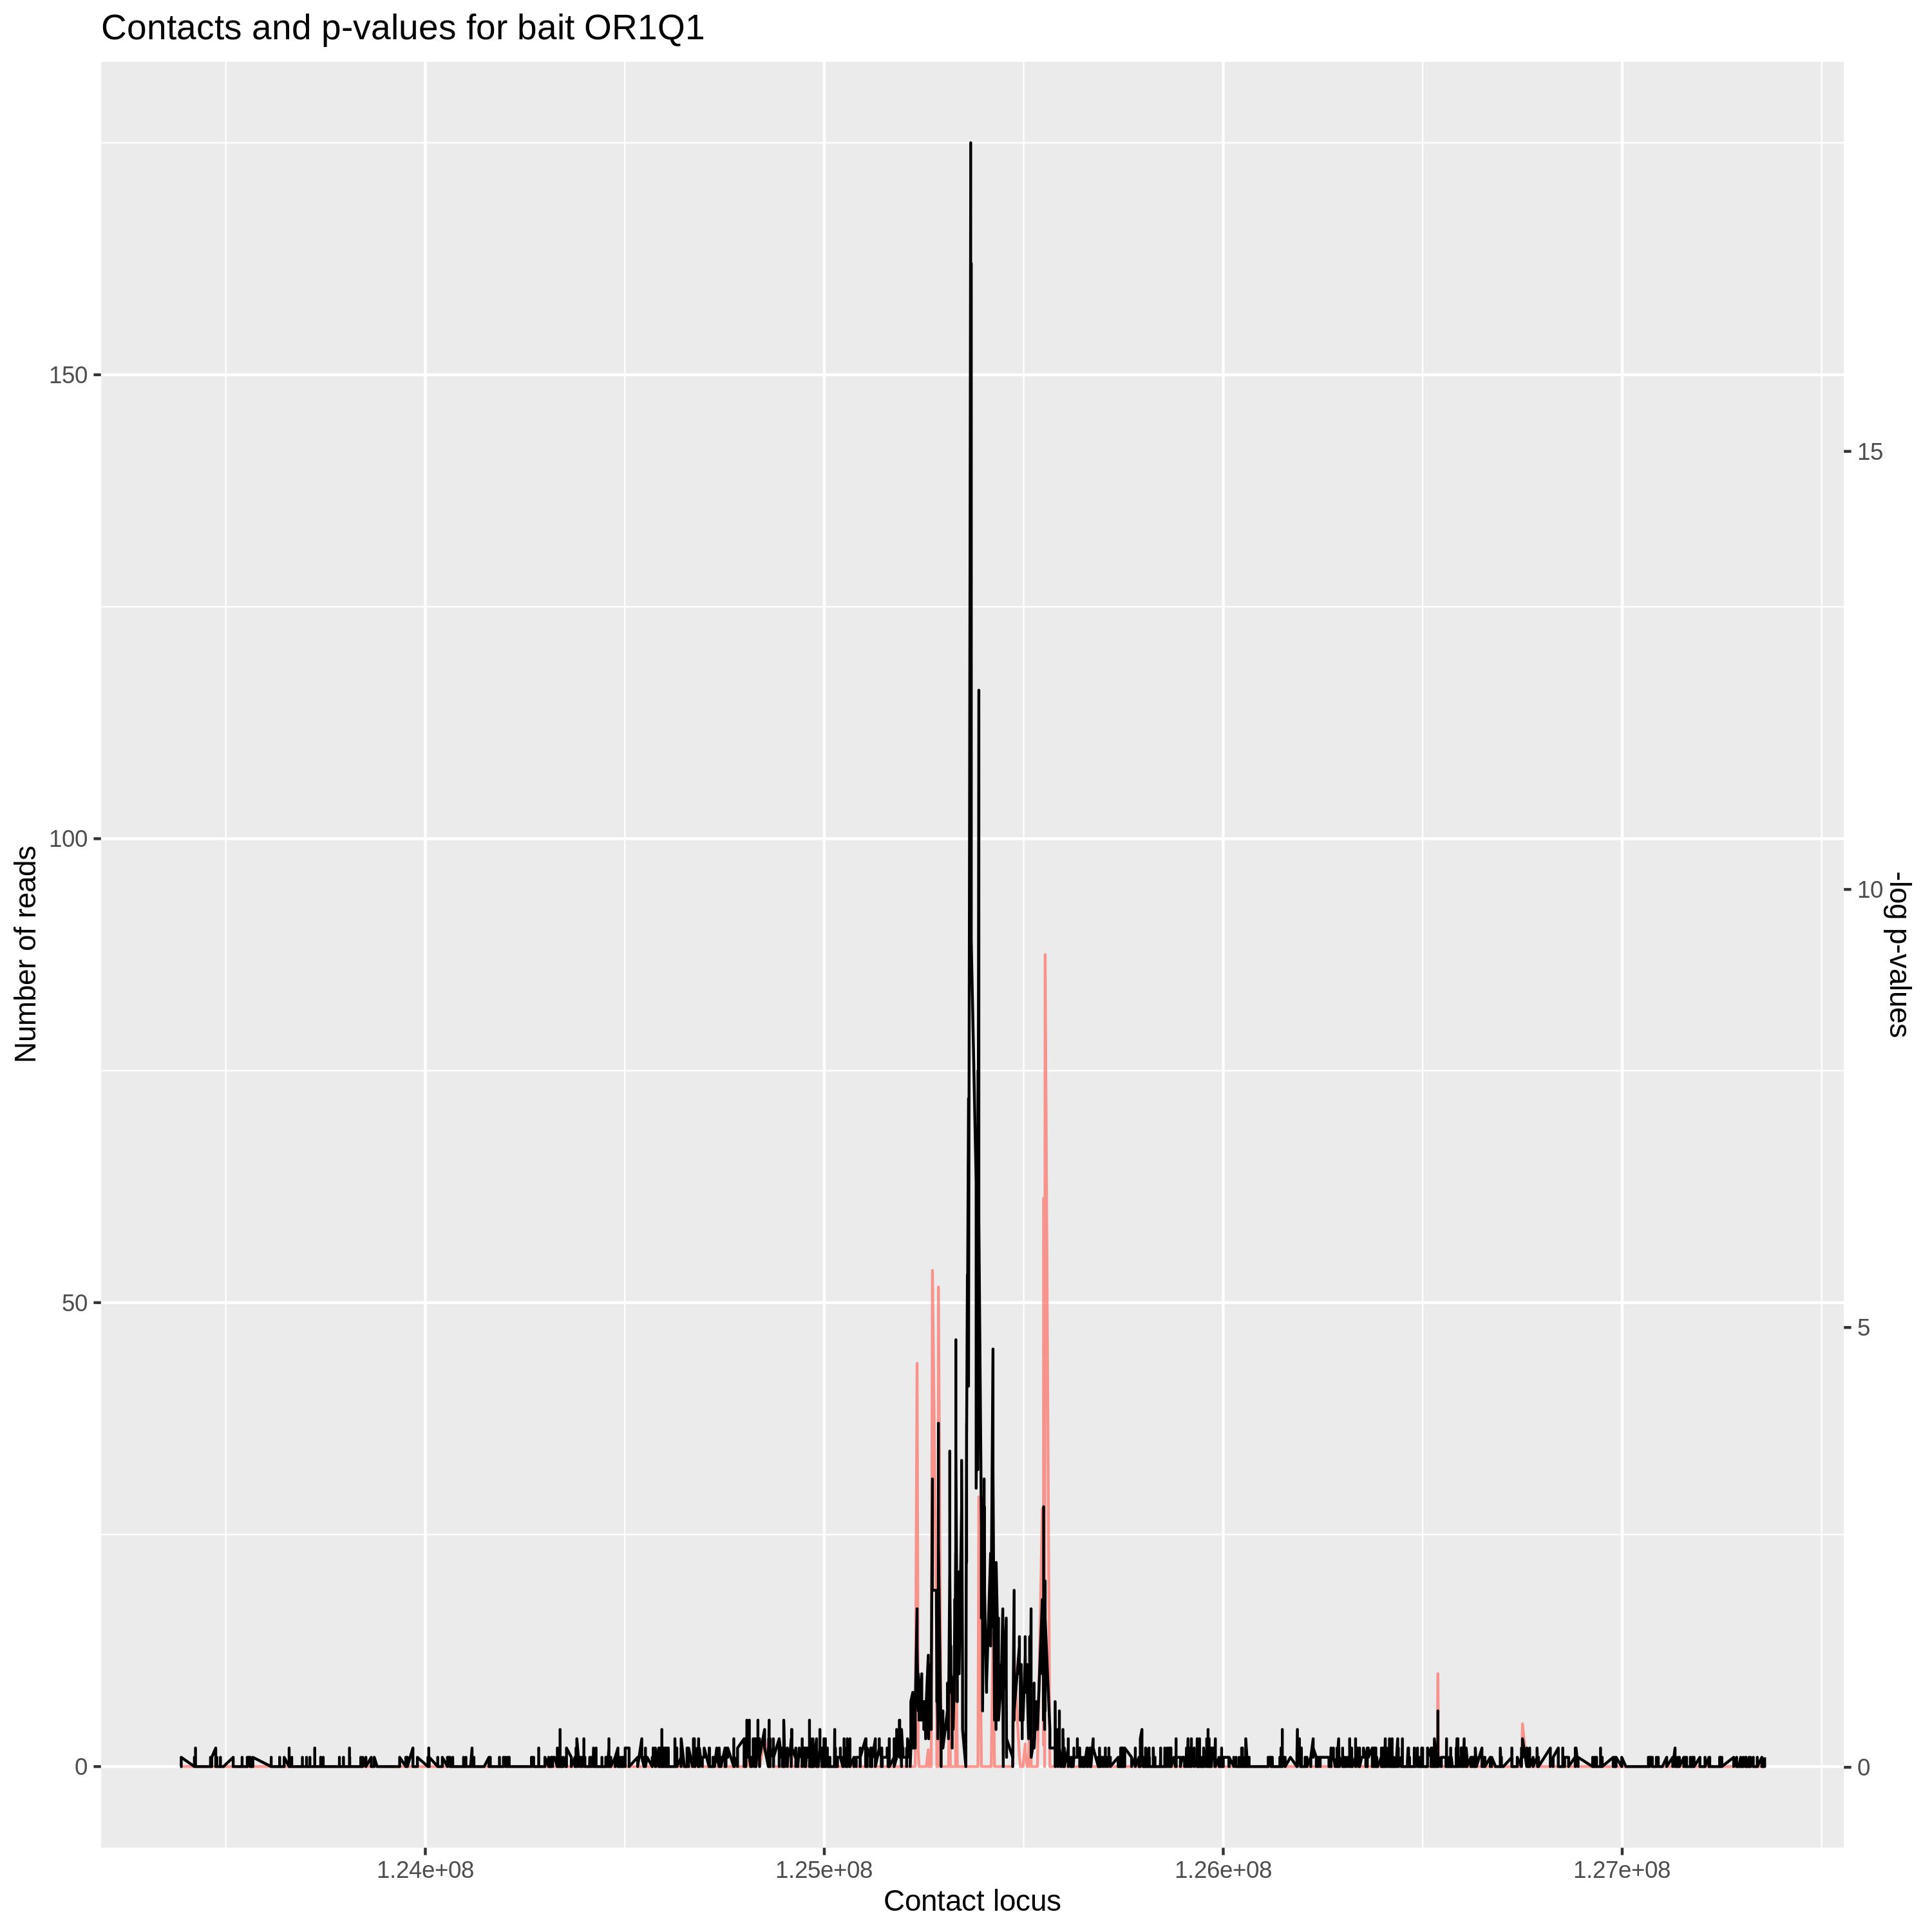 Contacts and p-values for bait OR1Q1
150
100
50
0
Number of reads
15
10
5
0
-log p-values
1.24e+08
1.25e+08
1.26e+08
1.27e+08
Contact locus